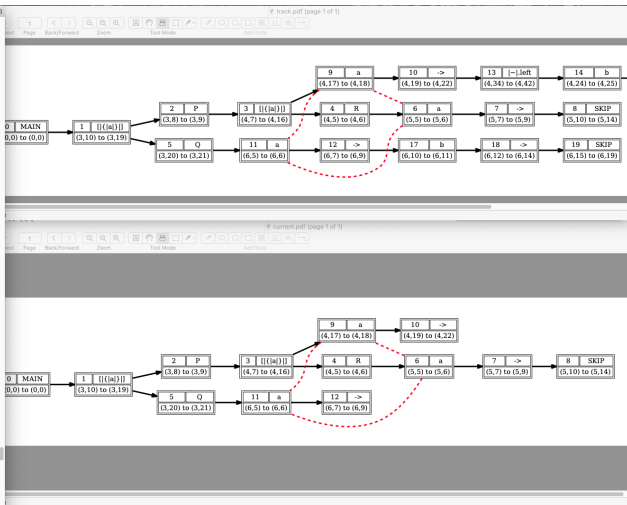 track.pdf (page 1 of 1)
Page Back/Forward Zoom Tool Mode Add Note
9 a
(4,17) to (4,18)
10 ->
(4,19) to (4,22)
13 |~|.left
(4,34) to (4,42)
14 b
(4,24) to (4,25)
2 P
(3,8) to (3,9)
3 [|{|a|}|]
(4,7) to (4,16)
4 R
(4,5) to (4,6)
6 a
(5,5) to (5,6)
7 ->
(5,7) to (5,9)
8 SKIP
(5,10) to (5,14)
0 MAIN
0,0) to (0,0)
1 [|{|a|}|]
(3,10) to (3,19)
5 Q
(3,20) to (3,21)
11 a
(6,5) to (6,6)
12 ->
(6,7) to (6,9)
17 b
(6,10) to (6,11)
18 ->
(6,12) to (6,14)
19 SKIP
(6,15) to (6,19)
current.pdf (page 1 of 1)
Page Back/Forward Zoom Tool Mode Add Note
9 a
(4,17) to (4,18)
10 ->
(4,19) to (4,22)
2 P
(3,8) to (3,9)
3 [|{|a|}|]
(4,7) to (4,16)
4 R
(4,5) to (4,6)
6 a
(5,5) to (5,6)
7 ->
(5,7) to (5,9)
8 SKIP
(5,10) to (5,14)
0 MAIN
0,0) to (0,0)
1 [|{|a|}|]
(3,10) to (3,19)
5 Q
(3,20) to (3,21)
11 a
(6,5) to (6,6)
12 ->
(6,7) to (6,9)